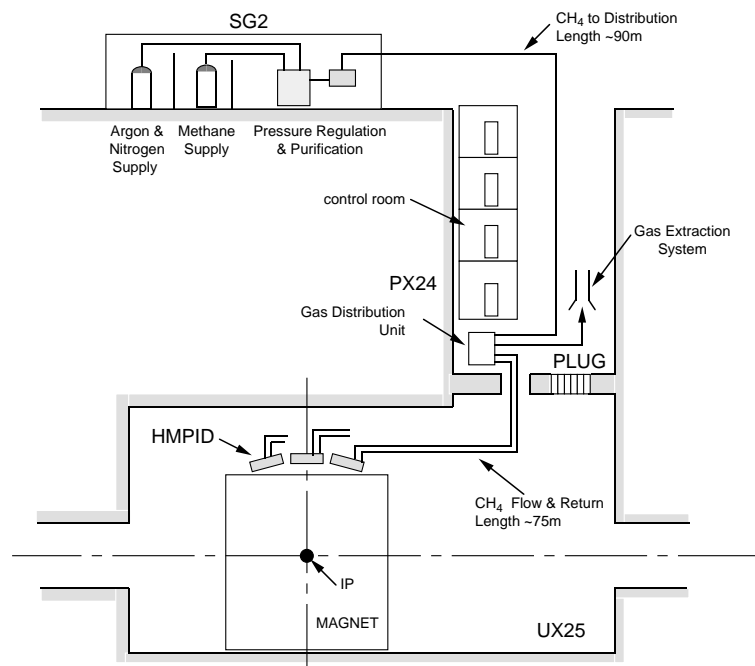 SG2
CH4 to Distribution
Length ~90m
Argon &
Nitrogen
Supply
Methane
Supply
Pressure Regulation
& Purification
control room
Gas Extraction
System
PX24
Gas Distribution
Unit
PLUG
HMPID
CH4 Flow & Return
Length ~75m
IP
MAGNET
UX25